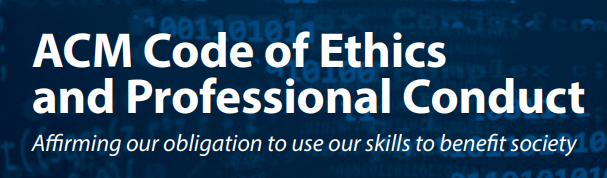 ACM Code of Ethics
and Professional Conduct
Affirming our obligation to use our skills to benefit society